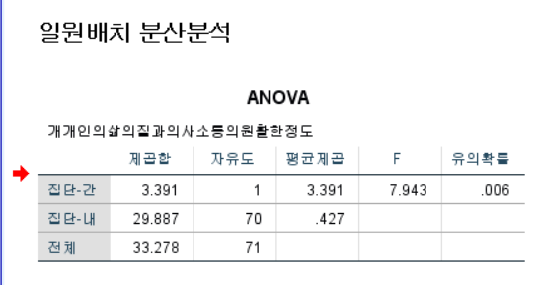 일원배치 분산분석
ANOVA
개개인의삶의질과의사소통의원활한정도
제곱합 자유도 평균제곱 F 유의확률
집단-간 3.391 1 3.391 7.943 .006
집단-내 29.887 70 .427
전체 33.278 71